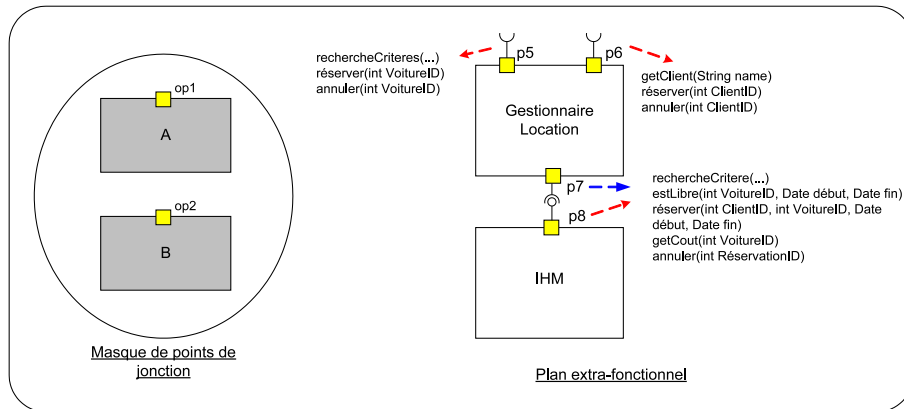 op1
A
op2
B
Masque de points de
jonction
rechercheCriteres(...)
réserver(int VoitureID)
annuler(int VoitureID)
p5
p6
getClient(String name)
réserver(int ClientID)
annuler(int ClientID)
Gestionnaire
Location
p7
p8
rechercheCritere(...)
estLibre(int VoitureID, Date début, Date fin)
réserver(int ClientID, int VoitureID, Date
début, Date fin)
getCout(int VoitureID)
annuler(int RéservationID)
IHM
Plan extra-fonctionnel